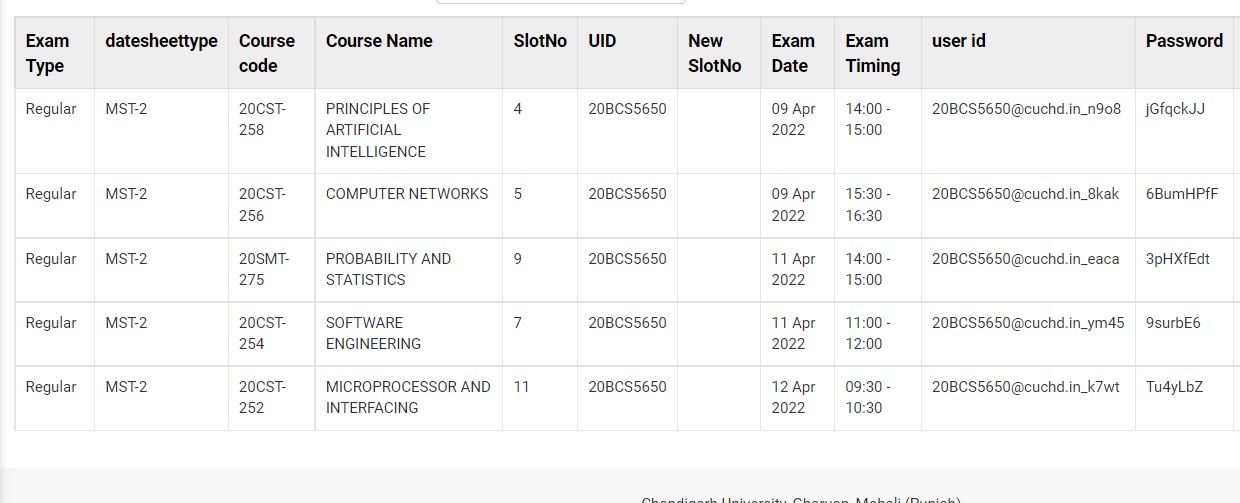 Exam Type datesheettype Course code Course Name SlotNo UID New SlotNo Exam Date Exam Timing user id Password
Regular MST-2 20CST-258 PRINCIPLES OF ARTIFICIAL INTELLIGENCE 4 20BCS5650 09 Apr 2022 14:00 - 15:00 20BCS5650@cuchd.in_n9o8 jGfqckJJ
Regular MST-2 20CST-256 COMPUTER NETWORKS 5 20BCS5650 09 Apr 2022 15:30 - 16:30 20BCS5650@cuchd.in_8kak 6BumHPfF
Regular MST-2 20SMT-275 PROBABILITY AND STATISTICS 9 20BCS5650 11 Apr 2022 14:00 - 15:00 20BCS5650@cuchd.in_eaca 3pHXfEdt
Regular MST-2 20CST-254 SOFTWARE ENGINEERING 7 20BCS5650 11 Apr 2022 11:00 - 12:00 20BCS5650@cuchd.in_ym45 9surbE6
Regular MST-2 20CST-252 MICROPROCESSOR AND INTERFACING 11 20BCS5650 12 Apr 2022 09:30 - 10:30 20BCS5650@cuchd.in_k7wt Tu4yLbZ
Chandigarh University, Gharuan, Mohali (Punjab)